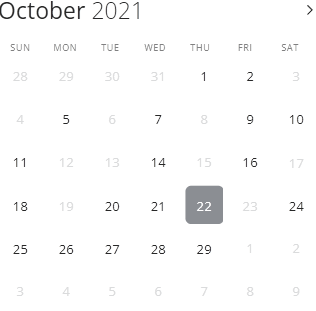 October 2021
SUN MON TUE WED THU FRI SAT
28 29 30 31 1 2 3
4 5 6 7 8 9 10
11 12 13 14 15 16 17
18 19 20 21 22 23 24
25 26 27 28 29 1 2
3 4 5 6 7 8 9